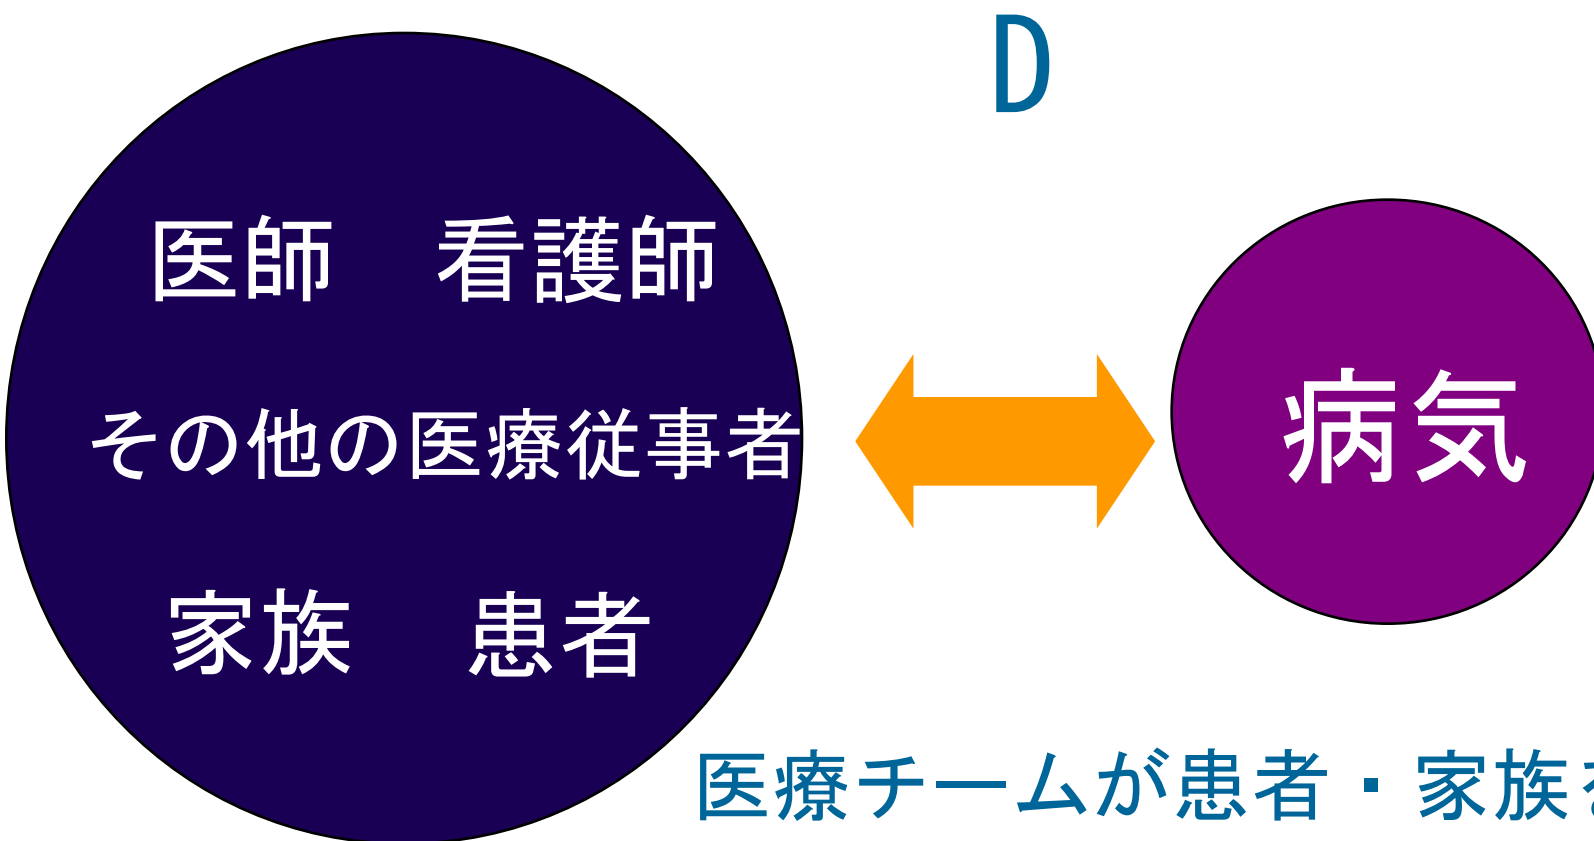 D
医師　看護師
その他の医療従事者
病気
家族　患者
医療チームが患者・家族